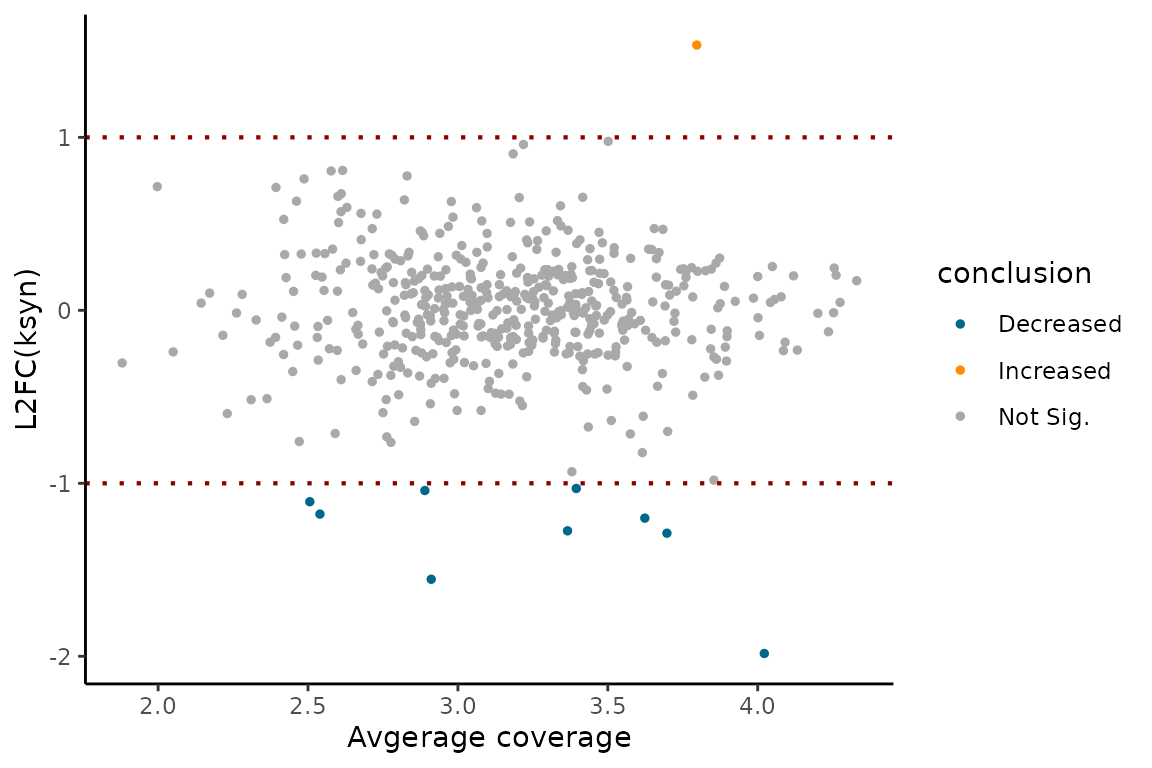 L2FC(ksyn)
1
0
-1
-2
2.0 2.5 3.0 3.5 4.0
Avgerage coverage
conclusion
Decreased
Increased
Not Sig.